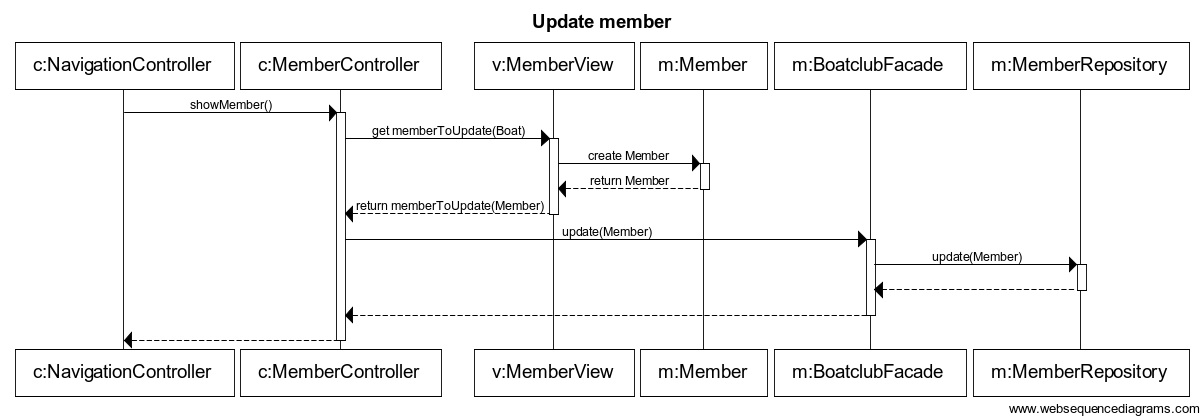 Update member
c:NavigationController c:MemberController v:MemberView m:Member m:BoatclubFacade m:MemberRepository
showMember()
get memberToUpdate(Boat)
create Member
return Member
return memberToUpdate(Member)
update(Member)
update(Member)
c:NavigationController c:MemberController v:MemberView m:Member m:BoatclubFacade m:MemberRepository
www.websequencediagrams.com